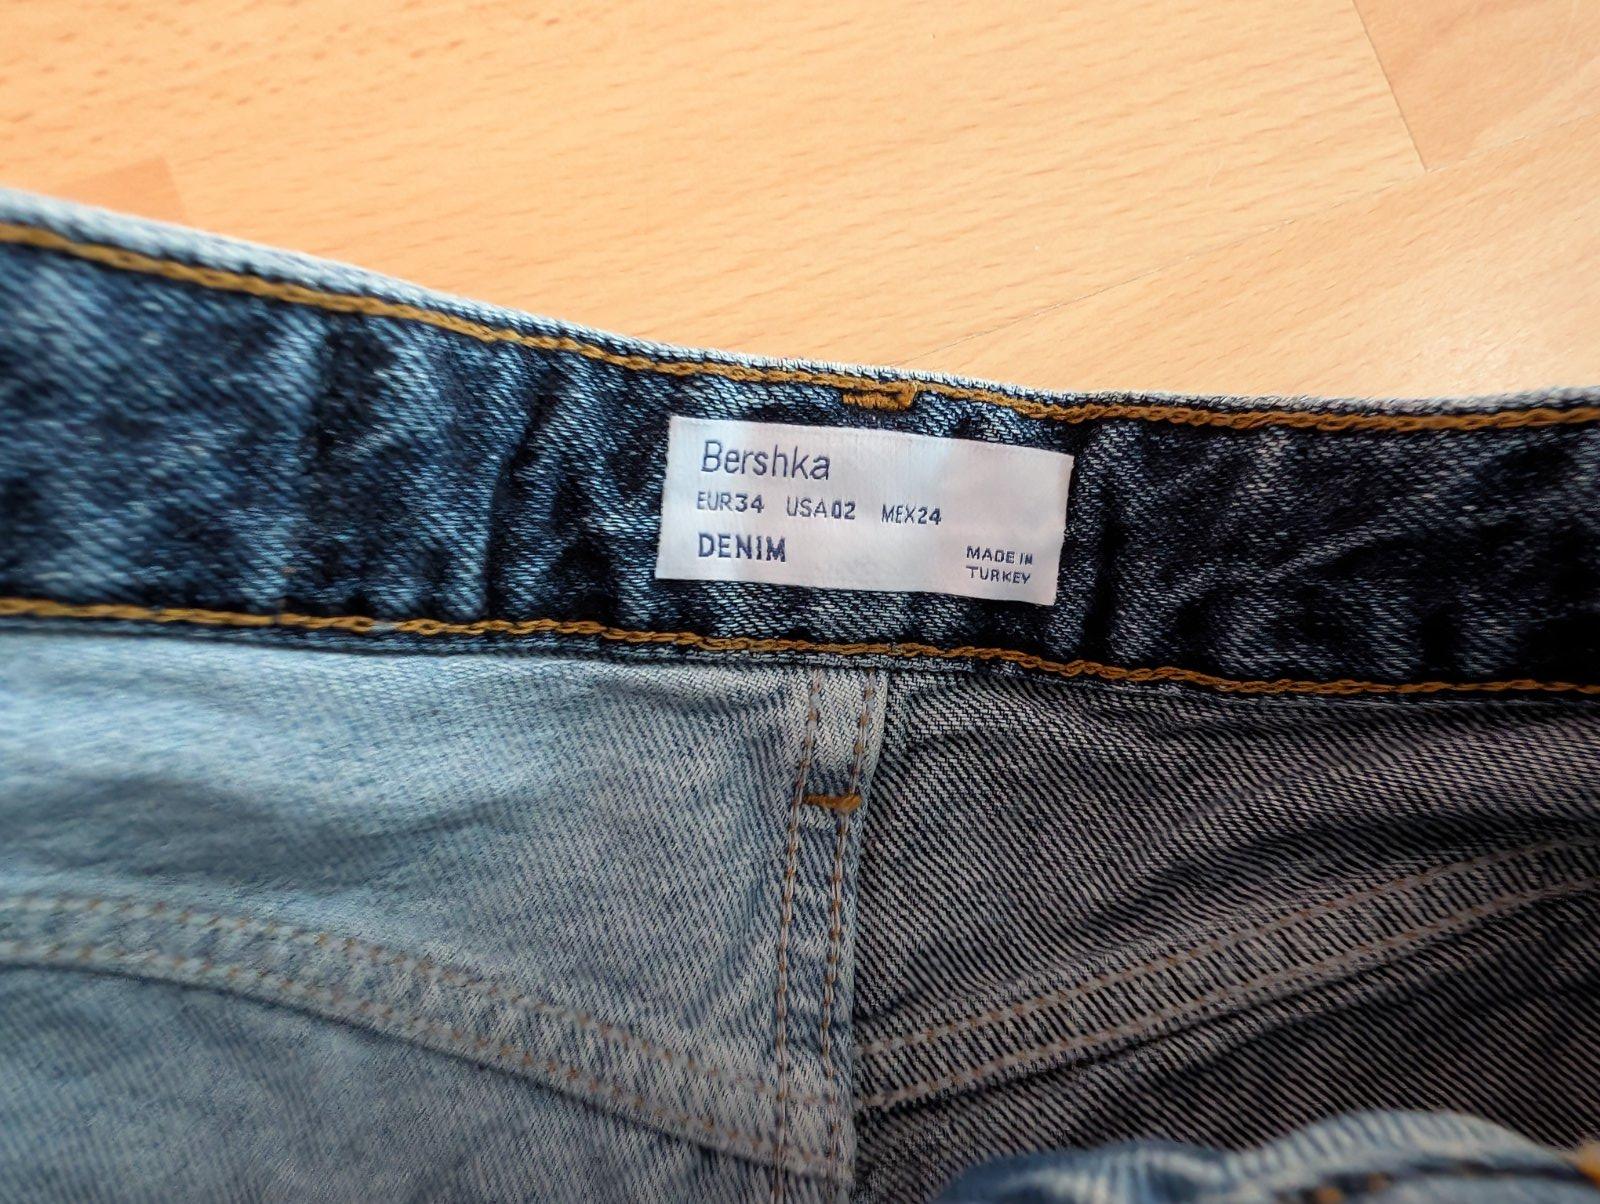 Bershka
EUR34 USA02 MEX24
DENIM
MADE IN
TURKEY